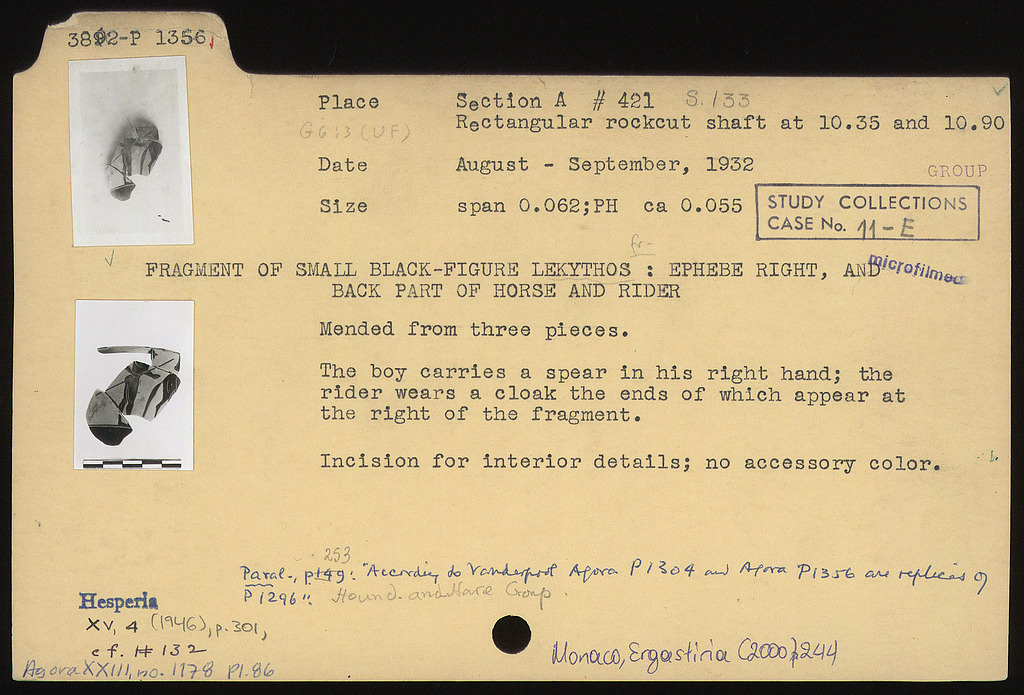 3892-P 1356
Place Section A # 421 S. 133
G 6:3 (UF) Rectangular rockcut shaft at 10.35 and 10.90
Date August - September, 1932
GROUP
Size span 0.062;PH ca 0.055
STUDY COLLECTIONS
CASE No. 11-E
fr-
FRAGMENT OF SMALL BLACK-FIGURE LEKYTHOS : EPHEBE RIGHT, AND
microfilmed
BACK PART OF HORSE AND RIDER
Mended from three pieces.
The boy carries a spear in his right hand; the
rider wears a cloak the ends of which appear at
the right of the fragment.
Incision for interior details; no accessory color.
253
Paral., p149: "According to Vanderpool Agora P1304 and Agora P1356 are replicas of
P1296". Hound-and-Hare Group.
Hesperia
XV, 4 (1946), p. 301,
cf. # 132
Agora XXIII, no. 1178 Pl. 86
Monaco, Ergastiria (2000) p244